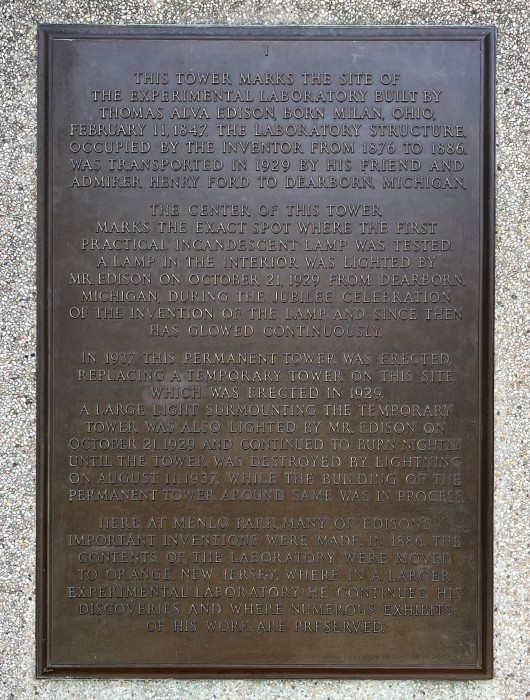 I
THIS TOWER MARKS THE SITE OF
THE EXPERIMENTAL LABORATORY BUILT BY
THOMAS ALVA EDISON, BORN MILAN, OHIO,
FEBRUARY 11, 1847. THE LABORATORY STRUCTURE,
OCCUPIED BY THE INVENTOR FROM 1876 TO 1886,
WAS TRANSPORTED IN 1929 BY HIS FRIEND AND
ADMIRER HENRY FORD TO DEARBORN, MICHIGAN.
THE CENTER OF THIS TOWER
MARKS THE EXACT SPOT WHERE THE FIRST
PRACTICAL INCANDESCENT LAMP WAS TESTED.
A LAMP IN THE INTERIOR WAS LIGHTED BY
MR. EDISON ON OCTOBER 21, 1929 FROM DEARBORN,
MICHIGAN, DURING THE JUBILEE CELEBRATION
OF THE INVENTION OF THE LAMP AND SINCE THEN
HAS GLOWED CONTINUOUSLY.
IN 1937 THIS PERMANENT TOWER WAS ERECTED,
REPLACING A TEMPORARY TOWER ON THIS SITE,
WHICH WAS ERECTED IN 1929.
A LARGE LIGHT SURMOUNTING THE TEMPORARY
TOWER WAS ALSO LIGHTED BY MR. EDISON ON
OCTOBER 21, 1929 AND CONTINUED TO BURN NIGHTLY
UNTIL THE TOWER WAS DESTROYED BY LIGHTNING
ON AUGUST 11, 1937, WHILE THE BUILDING OF THE
PERMANENT TOWER AROUND SAME WAS IN PROCESS.
HERE AT MENLO PARK MANY OF EDISON'S
IMPORTANT INVENTIONS WERE MADE. IN 1886, THE
CONTENTS OF THE LABORATORY WERE MOVED
TO ORANGE, NEW JERSEY, WHERE IN A LARGER
EXPERIMENTAL LABORATORY HE CONTINUED HIS
DISCOVERIES AND WHERE NUMEROUS EXHIBITS
OF HIS WORK ARE PRESERVED.